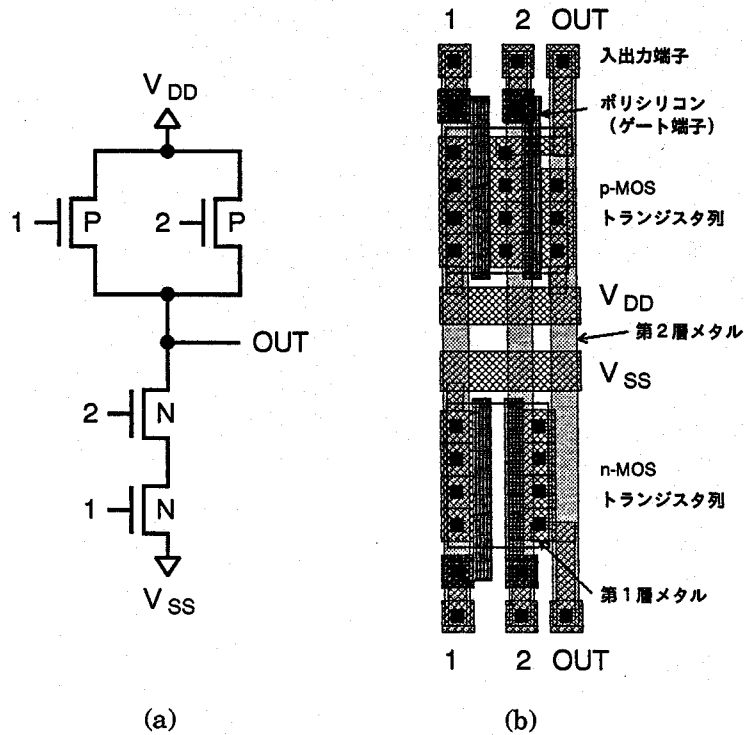 1 2 OUT
入出力端子
ポリシリコン
(ゲート端子)
p-MOS
トランジスタ列
V DD
第2層メタル
V SS
n-MOS
トランジスタ列
第1層メタル
1 2 OUT
(b)
V DD
1 P 2 P
OUT
2 N
1 N
V SS
(a)